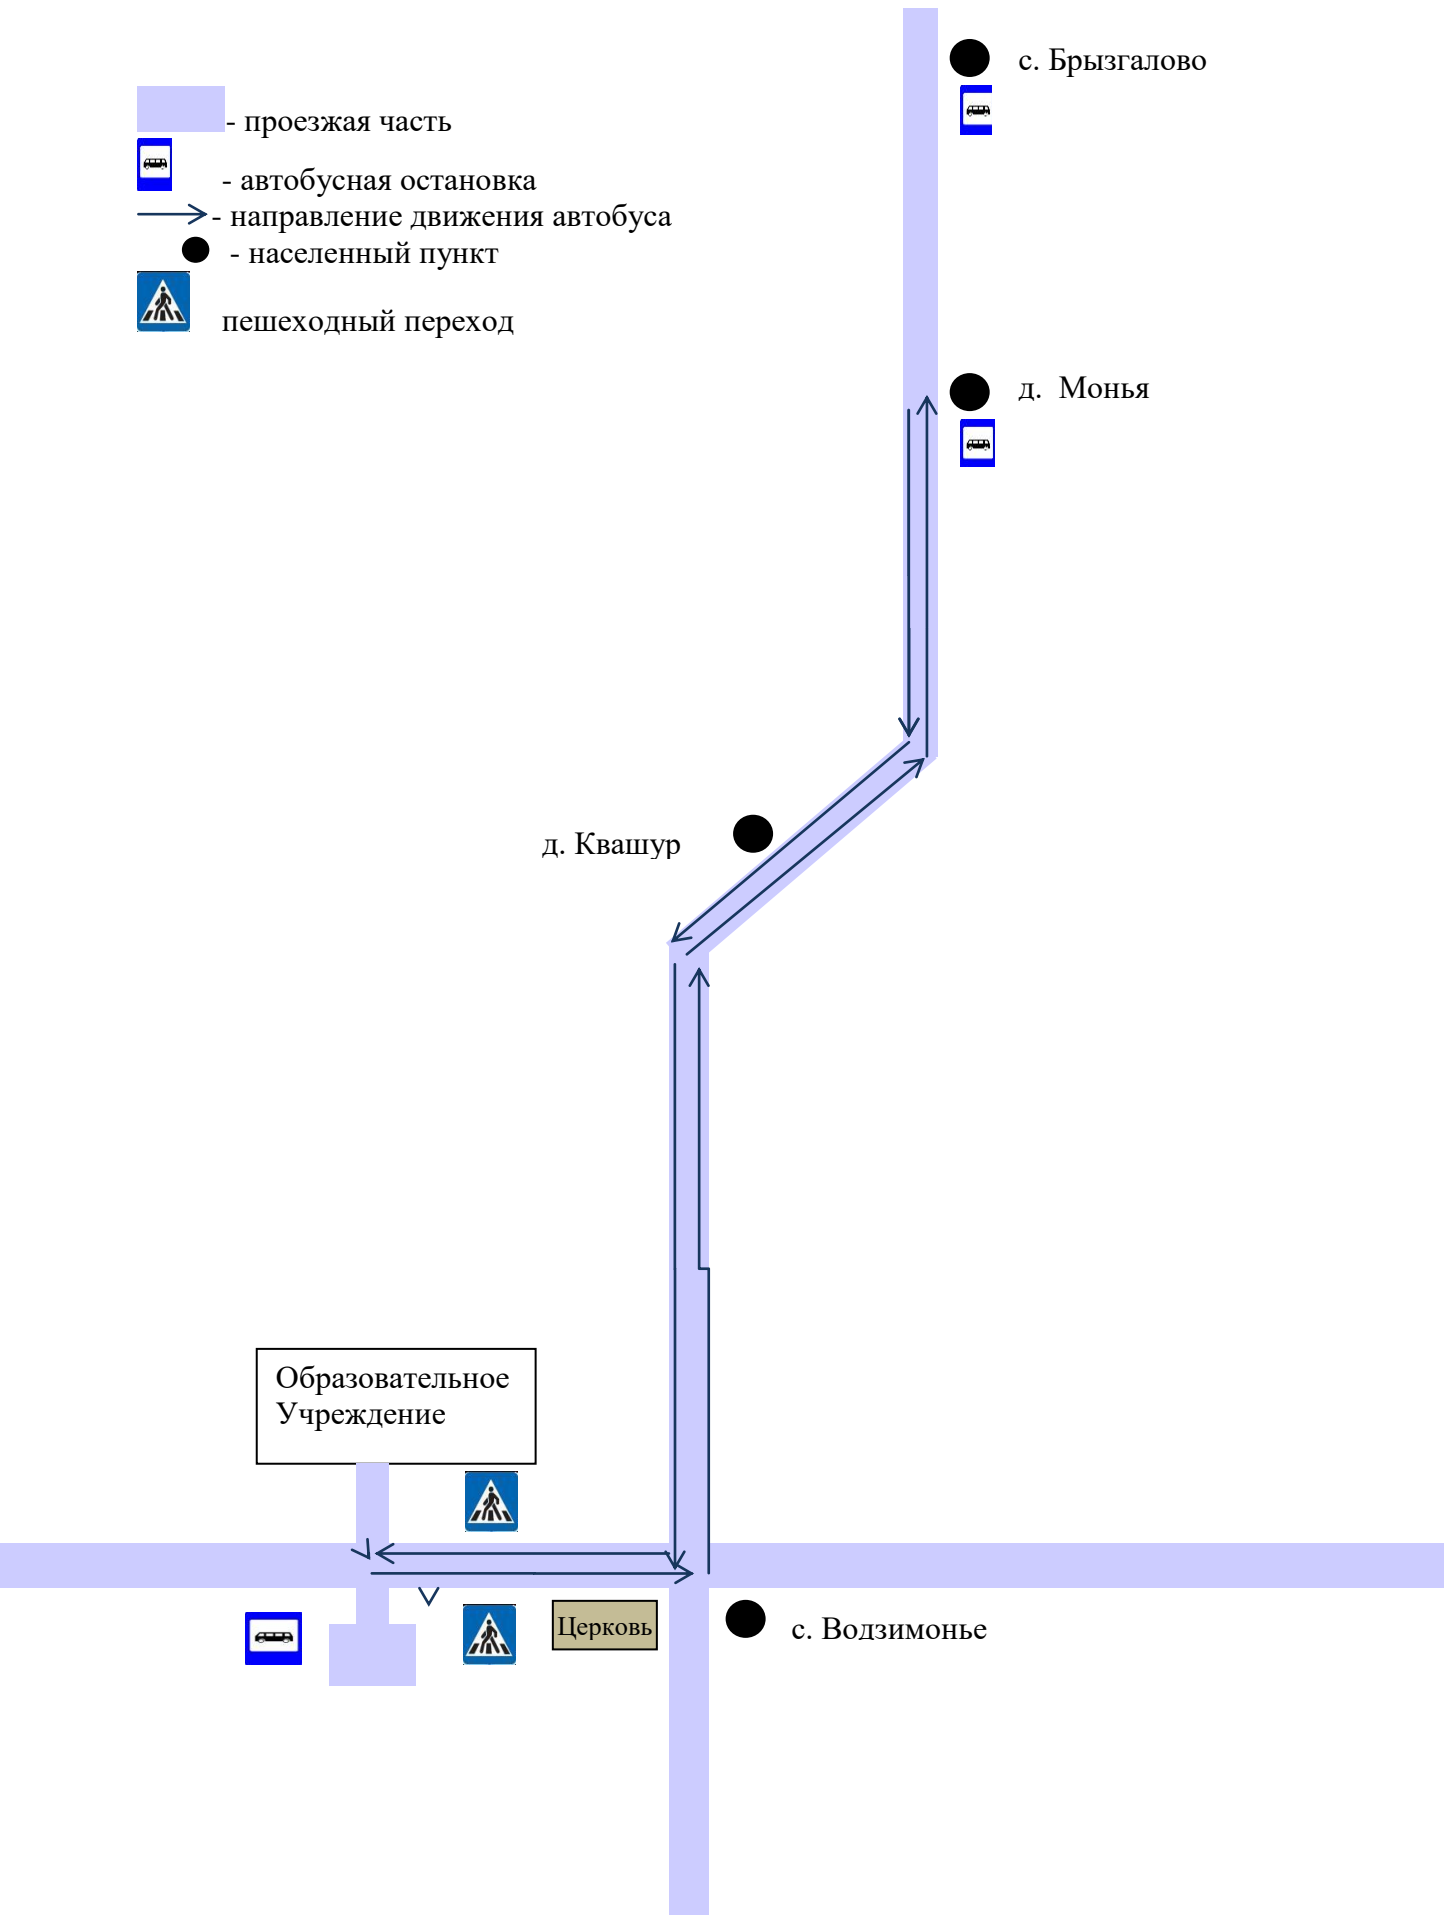 с. Брызгалово
- проезжая часть
- автобусная остановка
- направление движения автобуса
- населенный пункт
пешеходный переход
д. Монья
д. Квашур
Образовательное
Учреждение
Церковь
с. Водзимонье